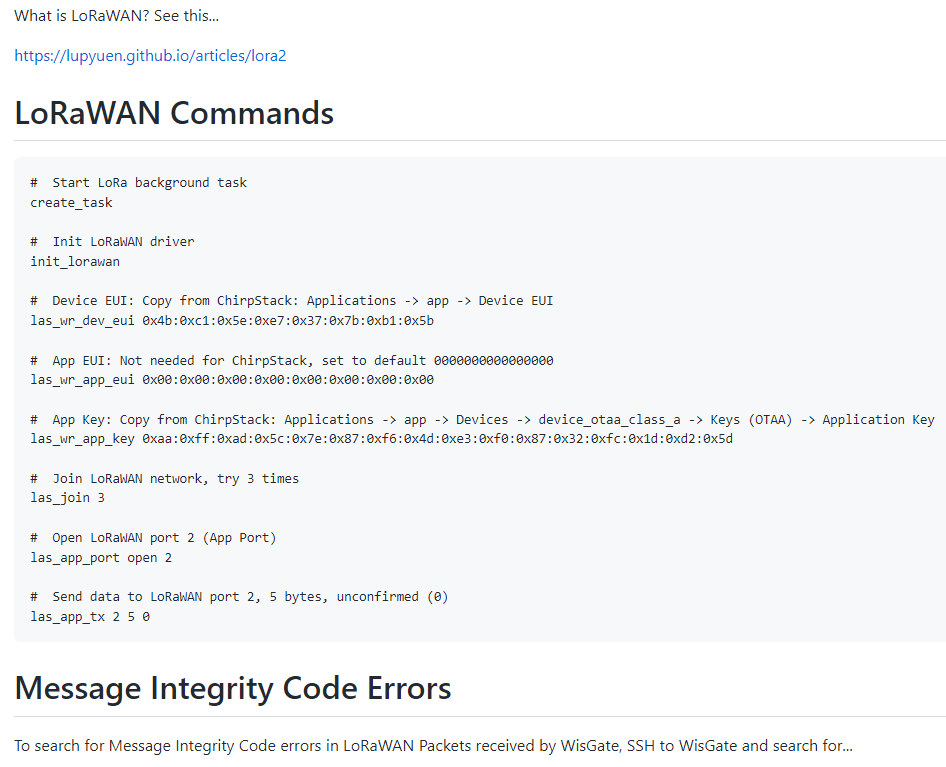 What is LoRaWAN? See this...
https://lupyuen.github.io/articles/lora2
LoRaWAN Commands
#  Start LoRa background task
create_task
#  Init LoRaWAN driver
init_lorawan
#  Device EUI: Copy from ChirpStack: Applications -> app -> Device EUI
las_wr_dev_eui 0x4b:0xc1:0x5e:0xe7:0x37:0x7b:0xb1:0x5b
#  App EUI: Not needed for ChirpStack, set to default 0000000000000000
las_wr_app_eui 0x00:0x00:0x00:0x00:0x00:0x00:0x00:0x00
#  App Key: Copy from ChirpStack: Applications -> app -> Devices -> device_otaa_class_a -> Keys (OTAA) -> Application Key
las_wr_app_key 0xaa:0xff:0xad:0x5c:0x7e:0x87:0xf6:0x4d:0xe3:0xf0:0x87:0x32:0xfc:0x1d:0xd2:0x5d
#  Join LoRaWAN network, try 3 times
las_join 3
#  Open LoRaWAN port 2 (App Port)
las_app_port open 2
#  Send data to LoRaWAN port 2, 5 bytes, unconfirmed (0)
las_app_tx 2 5 0
Message Integrity Code Errors
To search for Message Integrity Code errors in LoRaWAN Packets received by WisGate, SSH to WisGate and search for...